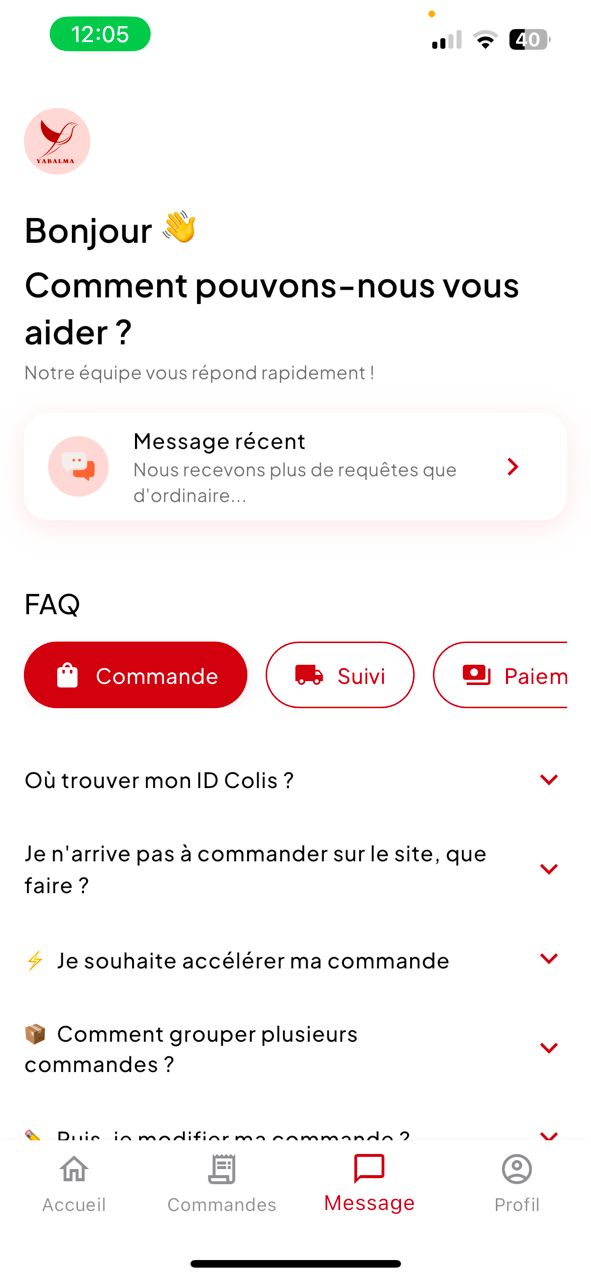 12:05
40
YABALMA
Bonjour 👋
Comment pouvons-nous vous
aider ?
Notre équipe vous répond rapidement !
Message récent
Nous recevons plus de requêtes que
d'ordinaire...
FAQ
Commande
Suivi
Paiem
Où trouver mon ID Colis ?
Je n'arrive pas à commander sur le site, que
faire ?
⚡ Je souhaite accélérer ma commande
📦 Comment grouper plusieurs
commandes ?
✏️ Puis-je modifier ma commande ?
Accueil
Commandes
Message
Profil